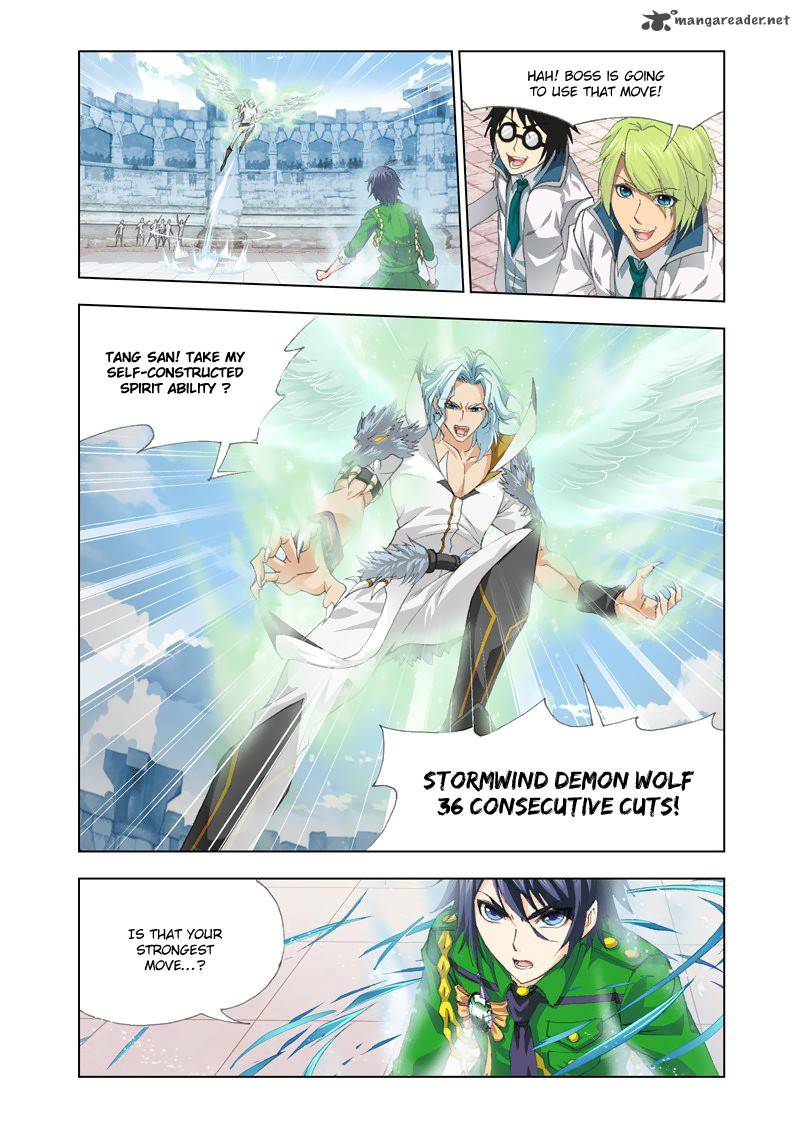 mangareader.net
HAH! BOSS IS GOING
TO USE THAT MOVE!
TANG SAN! TAKE MY
SELF-CONSTRUCTED
SPIRIT ABILITY ?
STORMWIND DEMON WOLF
36 CONSECUTIVE CUTS!
IS THAT YOUR
STRONGEST
MOVE...?